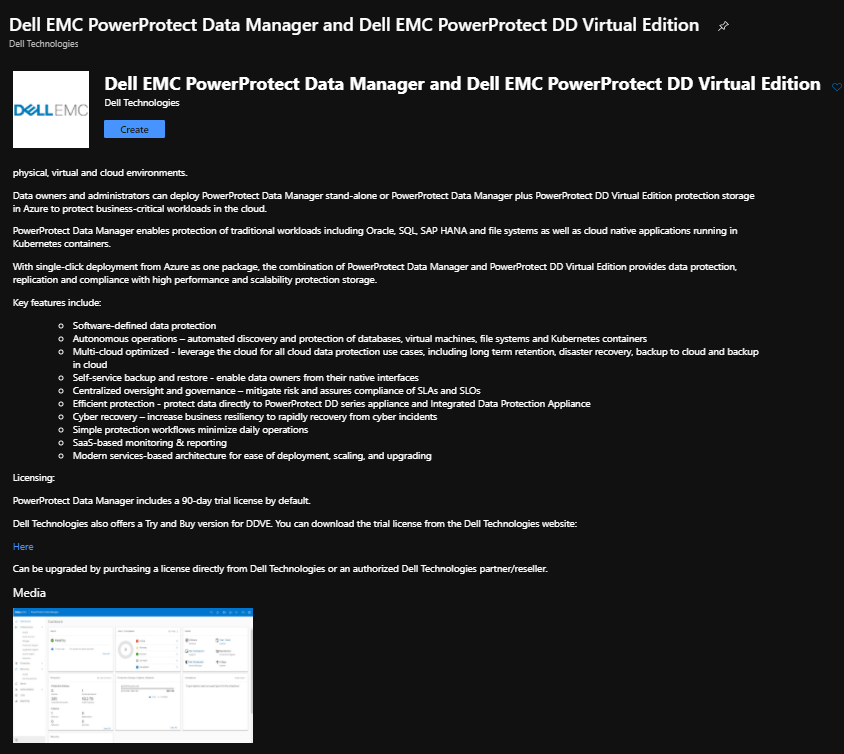 Dell EMC PowerProtect Data Manager and Dell EMC PowerProtect DD Virtual Edition
Dell Technologies
DELLEMC
Dell EMC PowerProtect Data Manager and Dell EMC PowerProtect DD Virtual Edition
Dell Technologies
Create
physical, virtual and cloud environments.
Data owners and administrators can deploy PowerProtect Data Manager stand-alone or PowerProtect Data Manager plus PowerProtect DD Virtual Edition protection storage
in Azure to protect business-critical workloads in the cloud.
PowerProtect Data Manager enables protection of traditional workloads including Oracle, SQL, SAP HANA and file systems as well as cloud native applications running in
Kubernetes containers.
With single-click deployment from Azure as one package, the combination of PowerProtect Data Manager and PowerProtect DD Virtual Edition provides data protection,
replication and compliance with high performance and scalability protection storage.
Key features include:
Software-defined data protection
Autonomous operations – automated discovery and protection of databases, virtual machines, file systems and Kubernetes containers
Multi-cloud optimized - leverage the cloud for all cloud data protection use cases, including long term retention, disaster recovery, backup to cloud and backup
in cloud
Self-service backup and restore - enable data owners from their native interfaces
Centralized oversight and governance – mitigate risk and assures compliance of SLAs and SLOs
Efficient protection - protect data directly to PowerProtect DD series appliance and Integrated Data Protection Appliance
Cyber recovery – increase business resiliency to rapidly recovery from cyber incidents
Simple protection workflows minimize daily operations
SaaS-based monitoring & reporting
Modern services-based architecture for ease of deployment, scaling, and upgrading
Licensing:
PowerProtect Data Manager includes a 90-day trial license by default.
Dell Technologies also offers a Try and Buy version for DDVE. You can download the trial license from the Dell Technologies website:
Here
Can be upgraded by purchasing a license directly from Dell Technologies or an authorized Dell Technologies partner/reseller.
Media